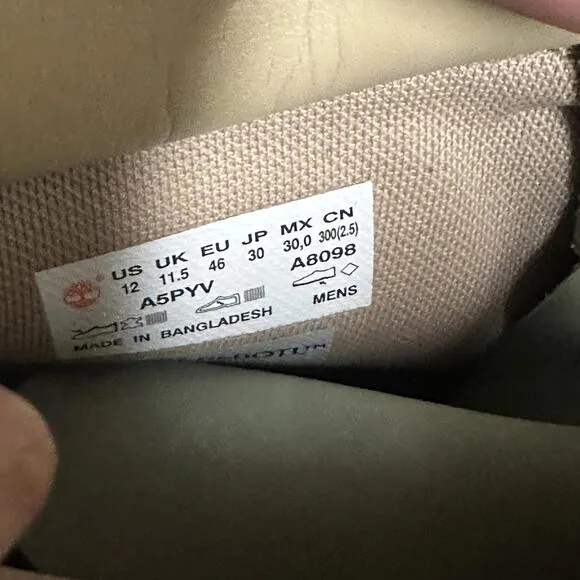 US UK EU JP MX CN
12 11.5 46 30 30,0 300(2.5)
A5PYV A8098
MENS
MADE IN BANGLADESH